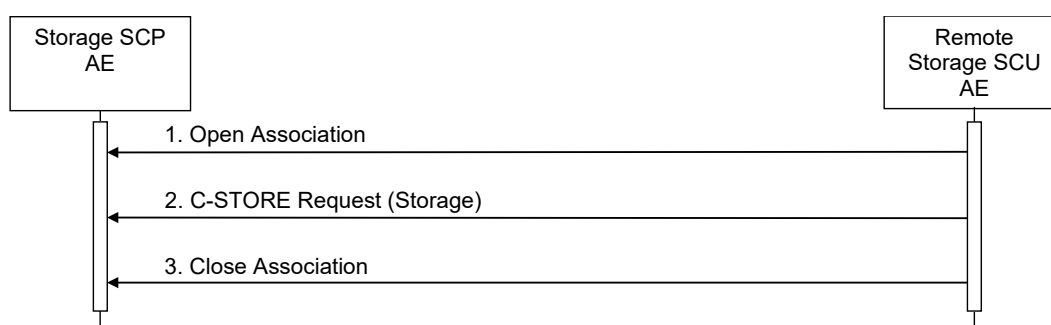 Storage SCP
AE
Remote
Storage SCU
AE
1. Open Association
2. C-STORE Request (Storage)
3. Close Association